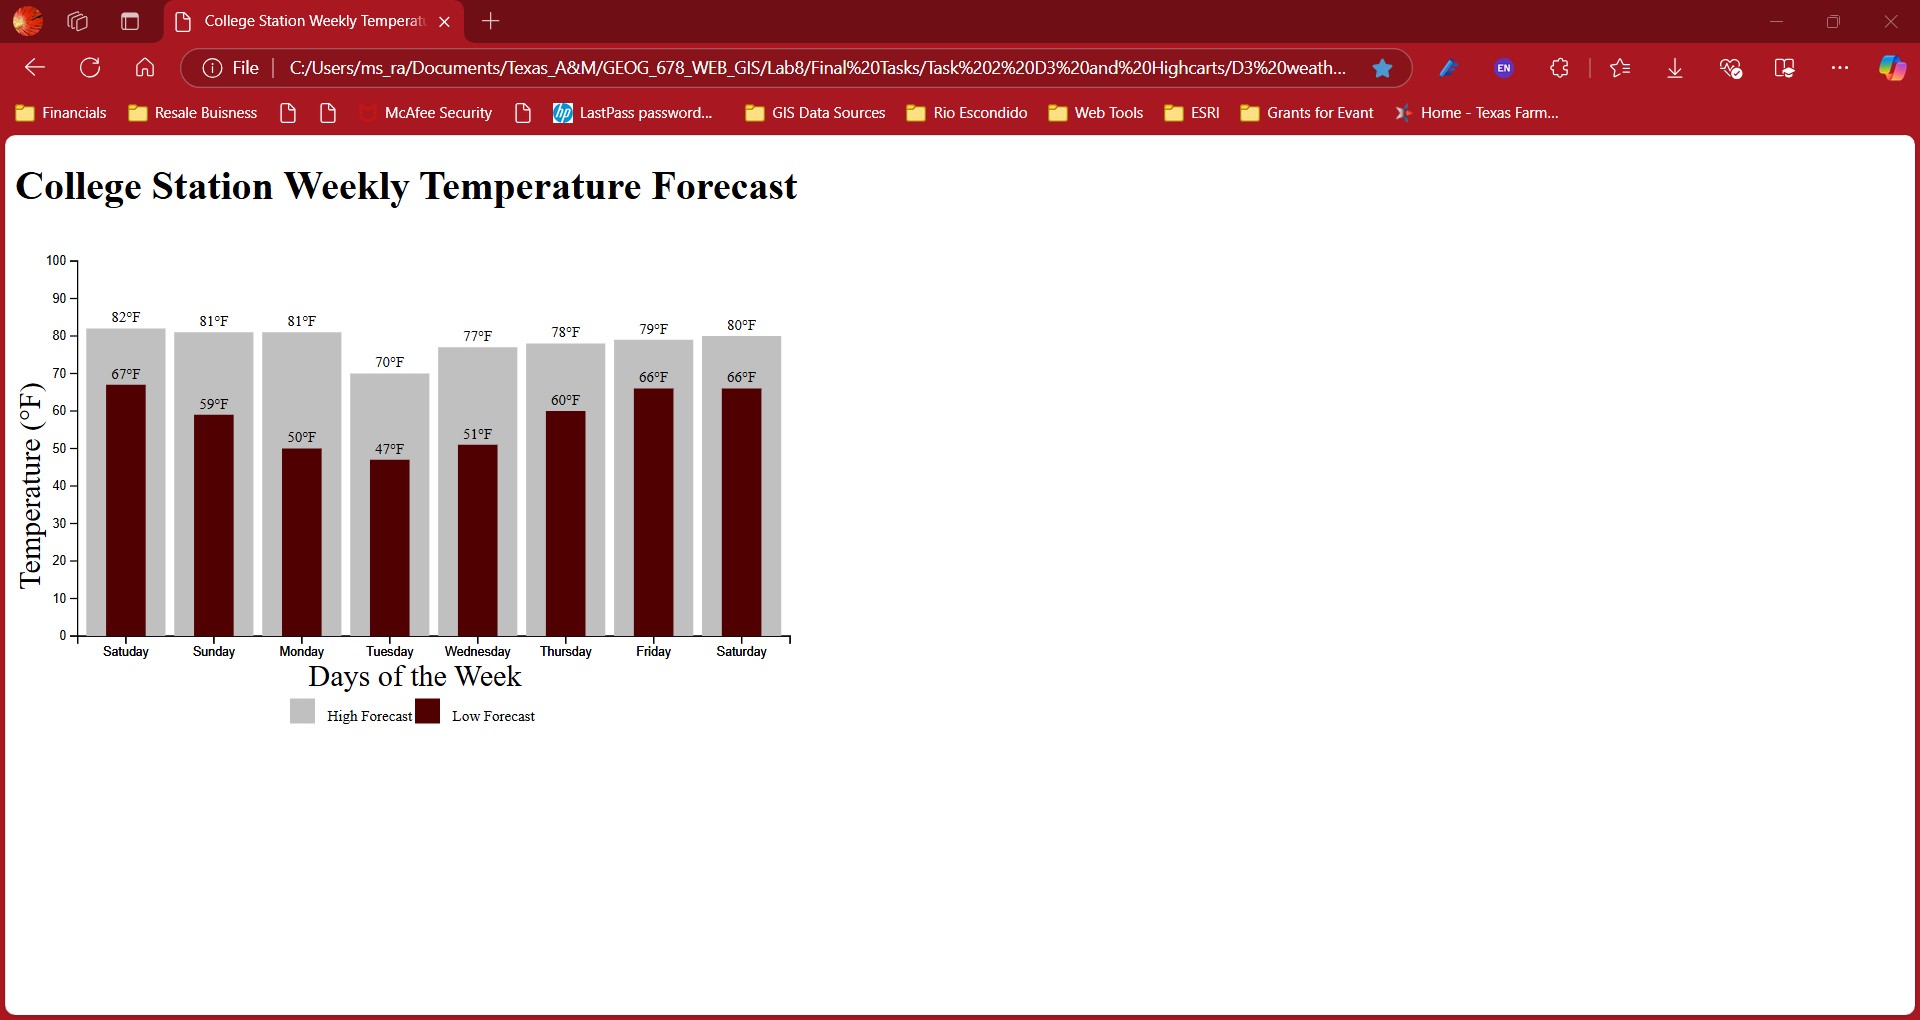 College Station Weekly Temperatu
File
C:/Users/ms_ra/Documents/Texas_A&M/GEOG_678_WEB_GIS/Lab8/Final%20Tasks/Task%202%20D3%20and%20Highcarts/D3%20weath...
EN
Financials
Resale Buisness
McAfee Security
hp
LastPass password...
GIS Data Sources
Rio Escondido
Web Tools
ESRI
Grants for Evant
Home - Texas Farm...
College Station Weekly Temperature Forecast
Temperature (°F)
100
90
80
70
60
50
40
30
20
10
0
82°F
81°F
81°F
70°F
77°F
78°F
79°F
80°F
67°F
59°F
50°F
47°F
51°F
60°F
66°F
66°F
Satuday
Sunday
Monday
Tuesday
Wednesday
Thursday
Friday
Saturday
Days of the Week
High Forecast
Low Forecast